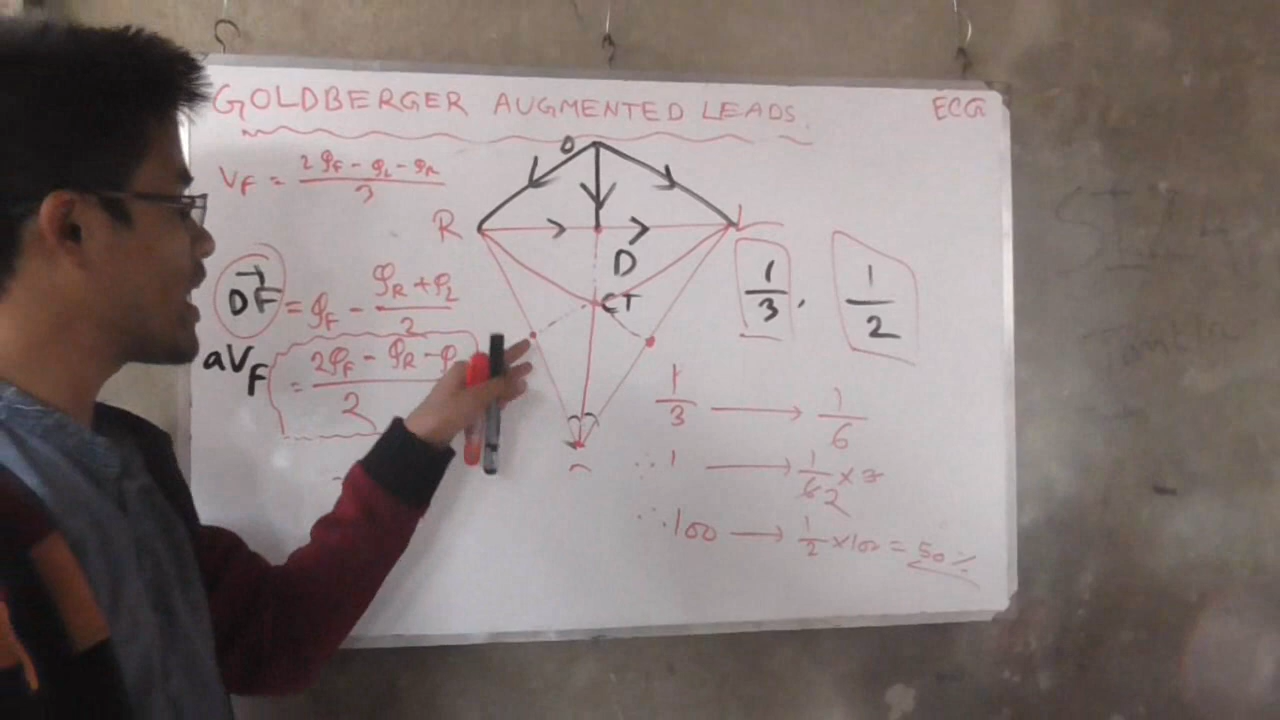 GOLDBERGER AUGMENTED LEADS.
ECG
V_F = (2φ_F - φ_L - φ_R)/3
O
R
D
CT
1/3, 1/2
DF = φ_F - (φ_R + φ_L)/2
aV_F = (2φ_F - φ_R - φ)/2
1/3 → 1/6
∴ 1 → 1/6 × 3
2
∴ 100 → 1/2 × 100 = 50%